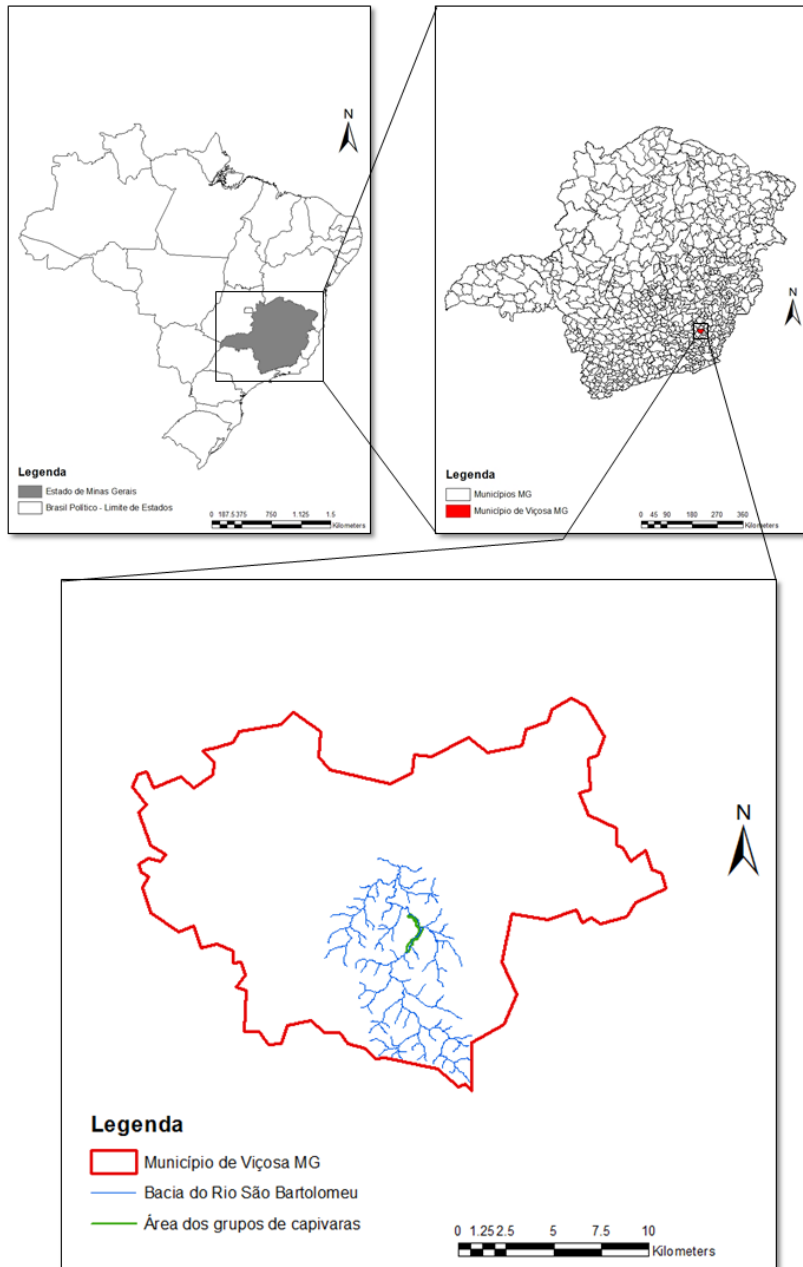 N
Legenda
Estado de Minas Gerais
Brasil Político - Limite de Estados
0 187.5 375 750 1.125 1.5
Kilometers
N
Legenda
Municípios MG
Município de Viçosa MG
0 45 90 180 270 360
Kilometers
N
Legenda
Município de Viçosa MG
Bacia do Rio São Bartolomeu
Área dos grupos de capivaras
0 1.25 2.5 5 7.5 10
Kilometers